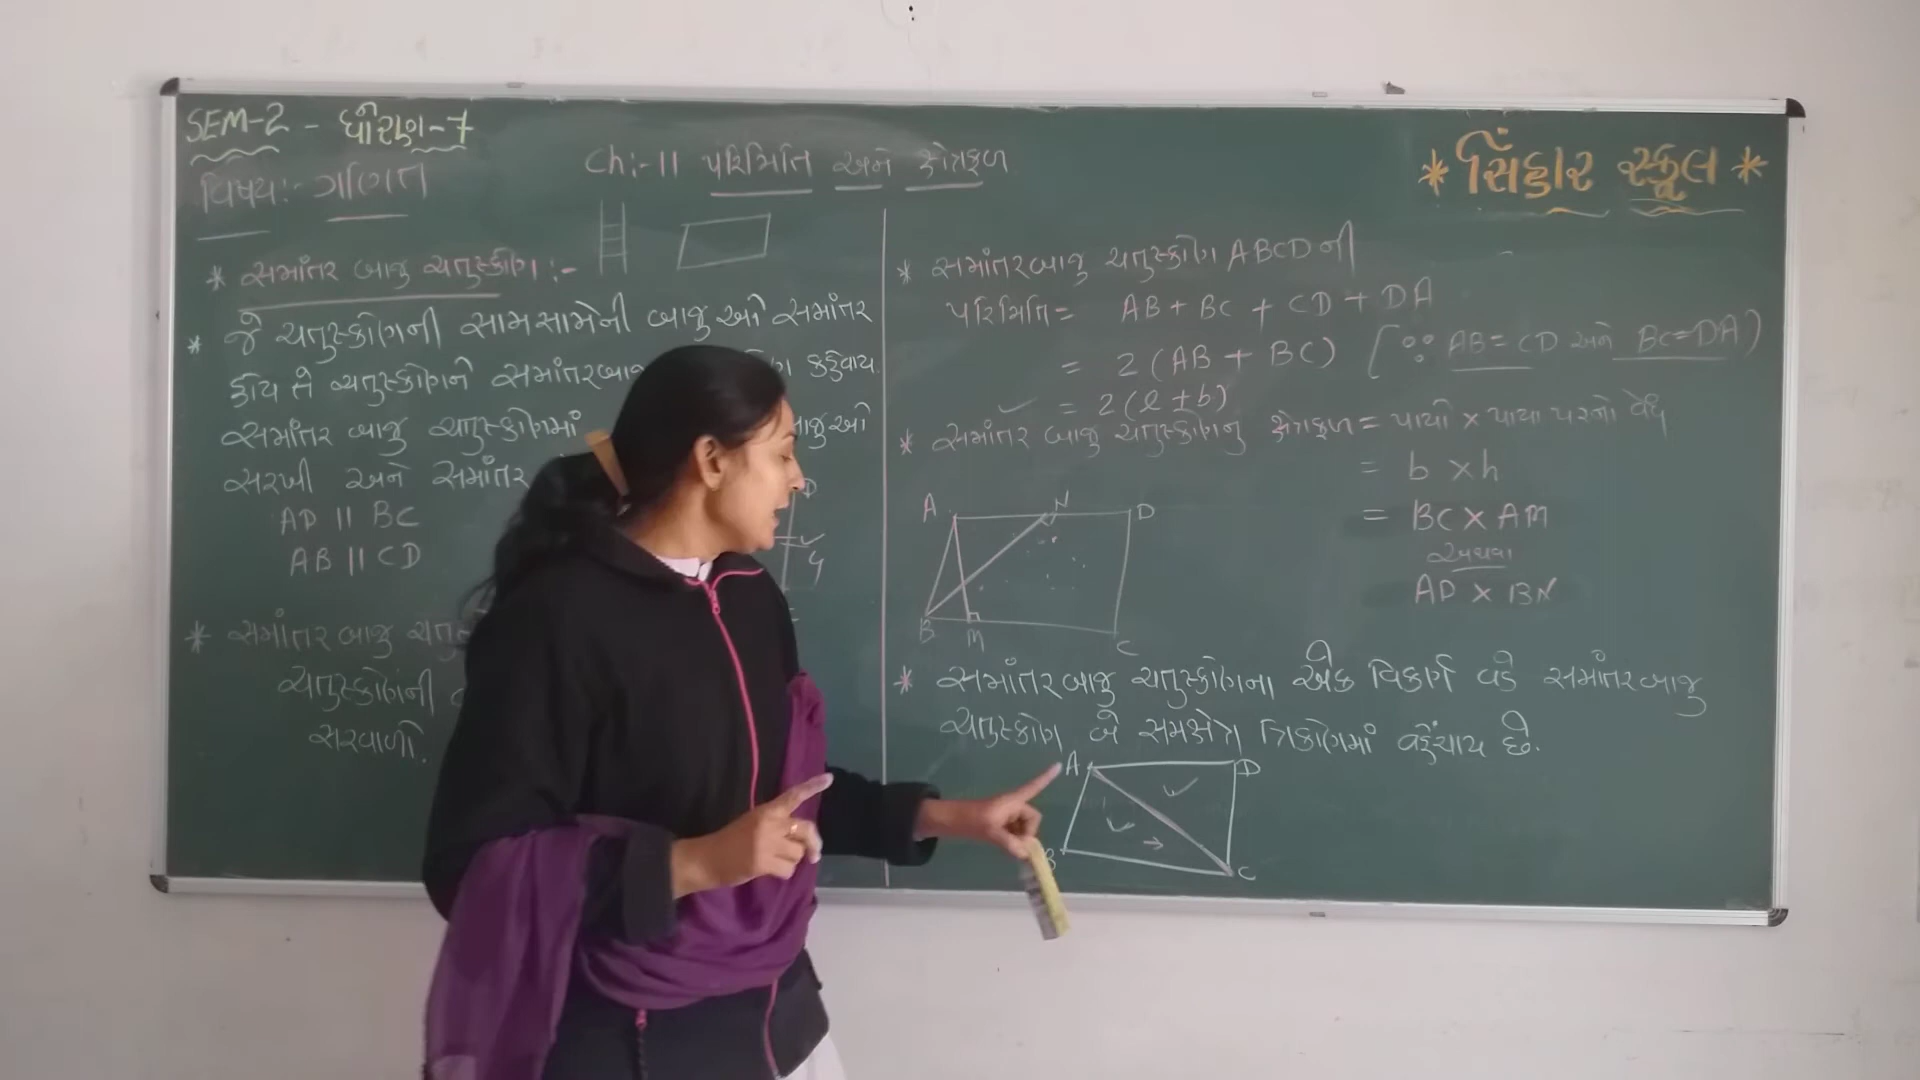 SEM-2 - ધોરણ-7
વિષય:- ગણિત
Ch:-11 પરિમિતિ અને ક્ષેત્રફળ
* સિંહાર સ્કૂલ *
* સમાંતર બાજુ ચતુષ્કોણ :-
* જે ચતુષ્કોણની સામસામેની બાજુઓ સમાંતર
હોય તે ચતુષ્કોણને સમાંતરબાજુ કહેવાય
સમાંતર બાજુ ચતુષ્કોણમાં બાજુઓ
સરખી અને સમાંતર
AD || BC
AB || CD
D
* સમાંતર બાજુ
ચતુષ્કોણની
સરવાળો.
* સમાંતરબાજુ ચતુષ્કોણ ABCD ની
પરિમિતિ = AB + BC + CD + DA
= 2 (AB + BC) [∵ AB = CD અને BC = DA)
= 2 (l + b)
* સમાંતર બાજુ ચતુષ્કોણનુ ક્ષેત્રફળ = પાયો × પાયા પરનો વેધ
= b × h
= BC × AM
અથવા
AD × BN
A N D
B M C
* સમાંતરબાજુ ચતુષ્કોણના એક વિકર્ણ વડે સમાંતરબાજુ
ચતુષ્કોણ બે સમક્ષેત્ર ત્રિકોણમાં વહેંચાય છે.
A D
B C